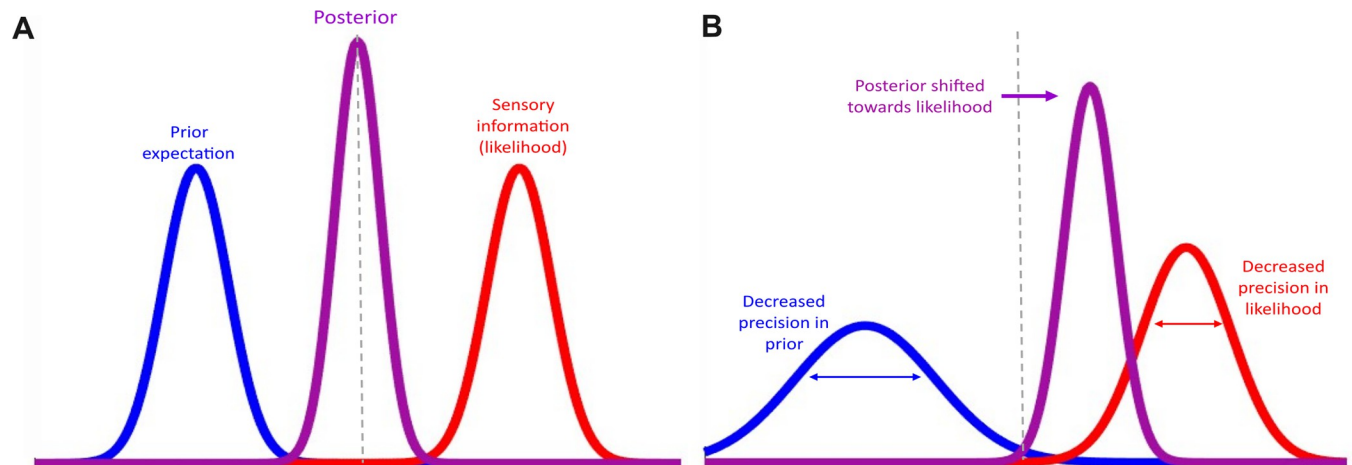 A
Posterior
Prior
expectation
Sensory
information
(likelihood)
B
Posterior shifted
towards likelihood
Decreased
precision in
prior
Decreased
precision in
likelihood